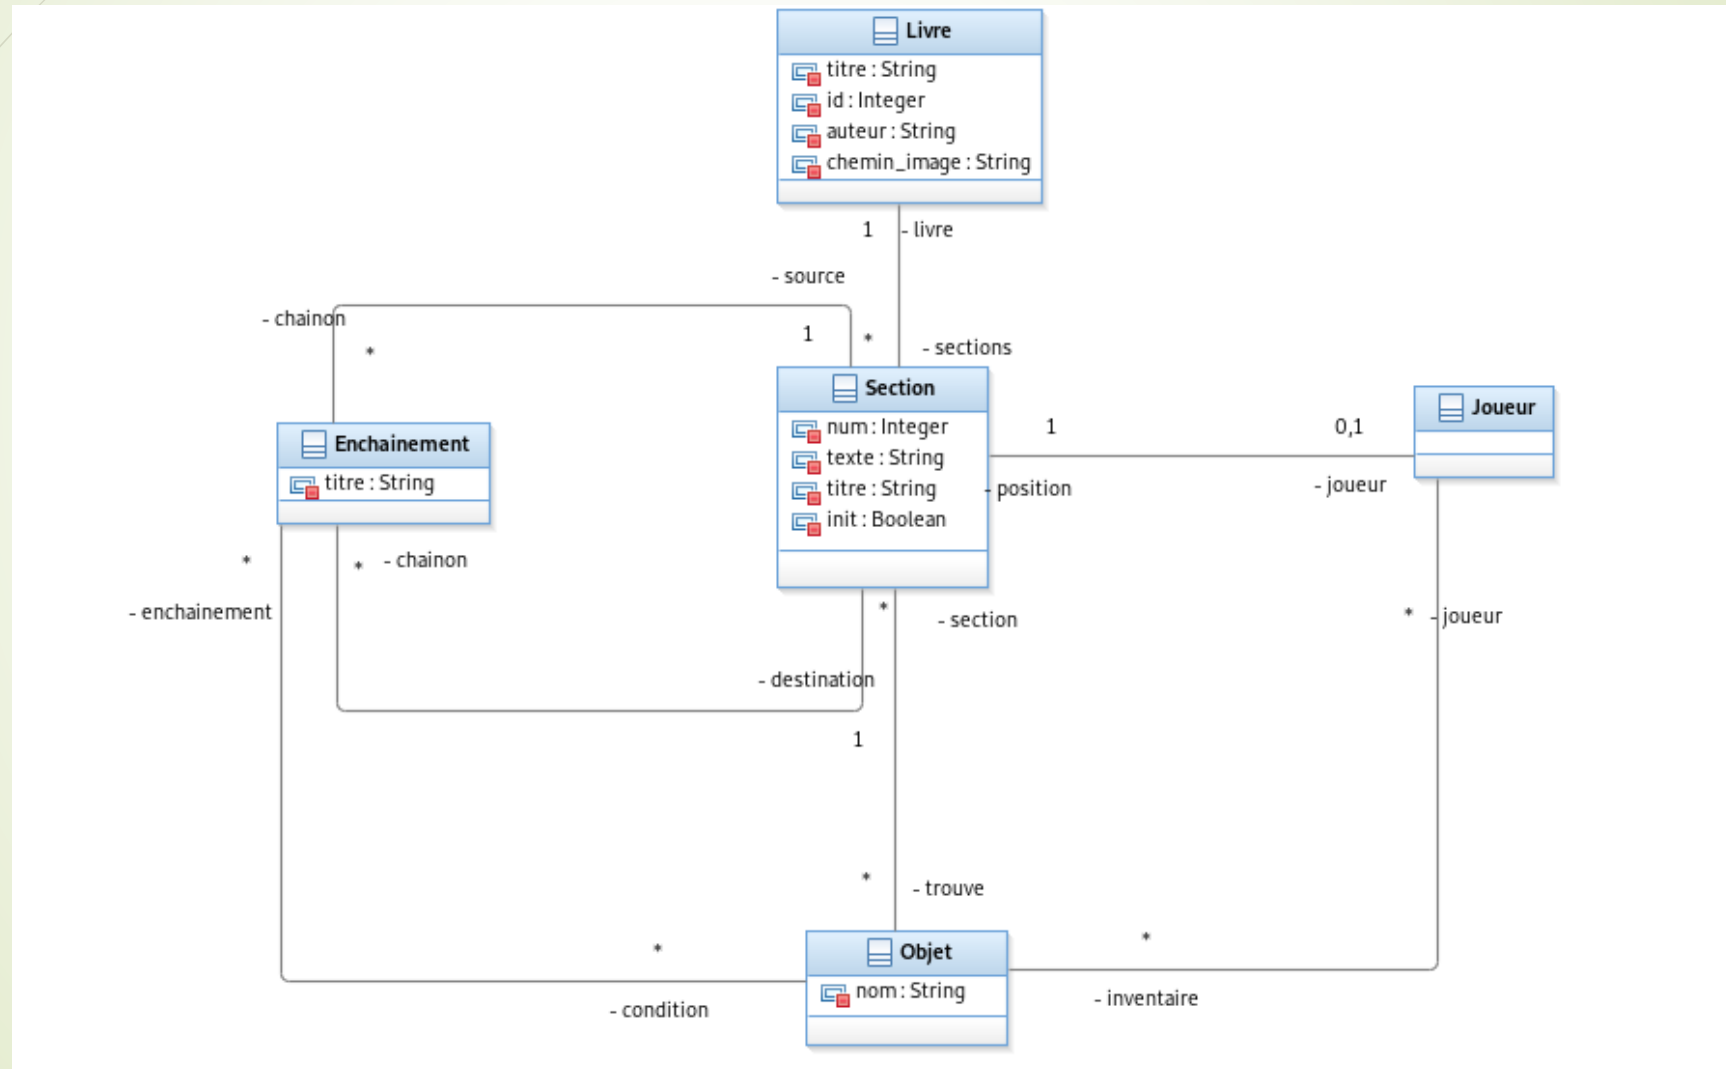 Livre
titre : String
id : Integer
auteur : String
chemin_image : String
1
- livre
- source
- chainon
*
1
*
- sections
Section
num : Integer
texte : String
titre : String
init : Boolean
Joueur
1
0,1
- position
- joueur
Enchainement
titre : String
*
- enchainement
*
- chainon
*
- section
*
- joueur
- destination
1
*
- trouve
*
- condition
Objet
nom : String
*
- inventaire